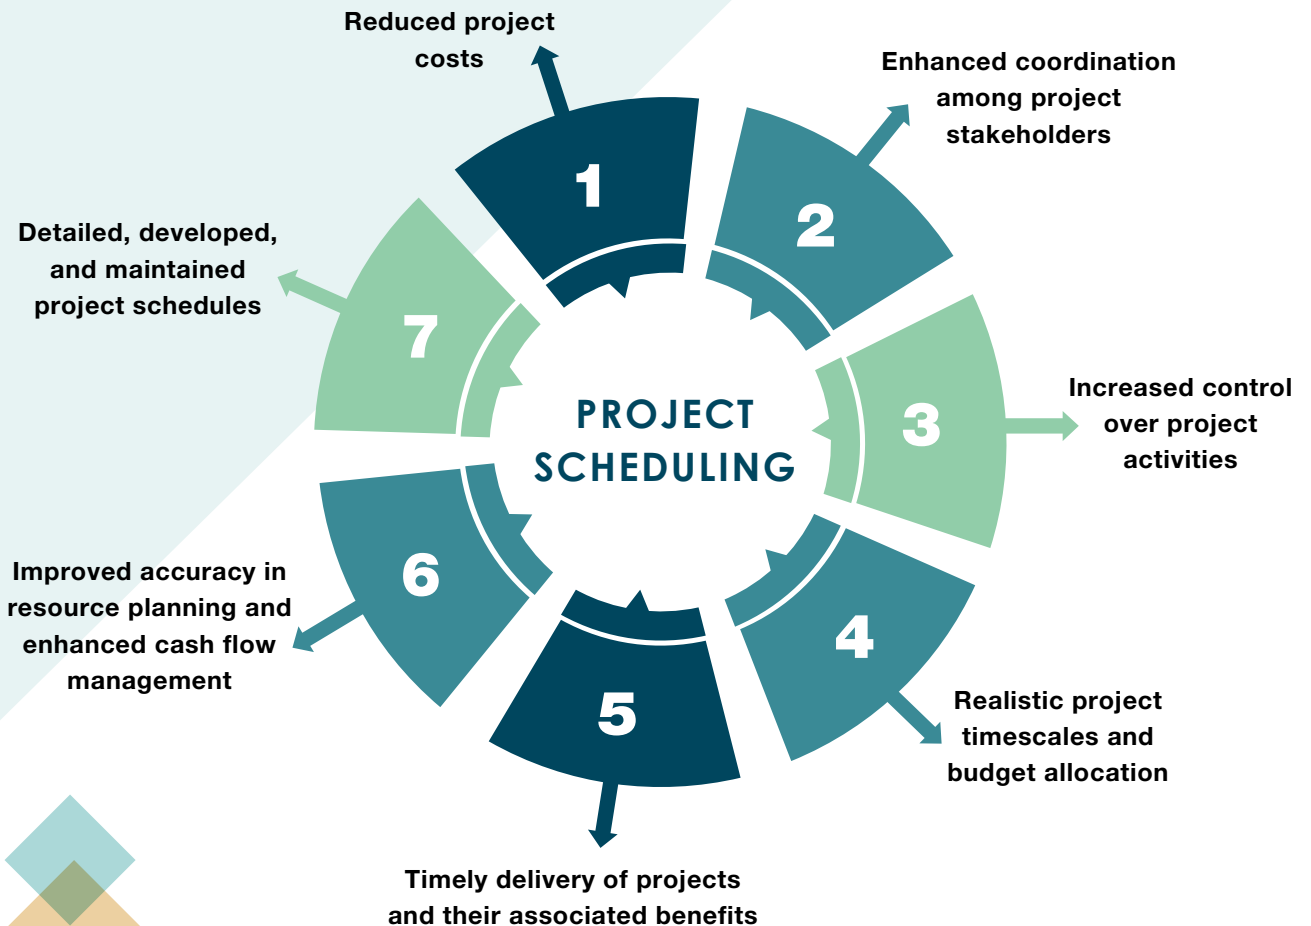 Reduced project
costs
1
Enhanced coordination
among project
stakeholders
2
Increased control
over project
activities
3
Realistic project
timescales and
budget allocation
4
Timely delivery of projects
and their associated benefits
5
Improved accuracy in
resource planning and
enhanced cash flow
management
6
Detailed, developed,
and maintained
project schedules
7
PROJECT
SCHEDULING